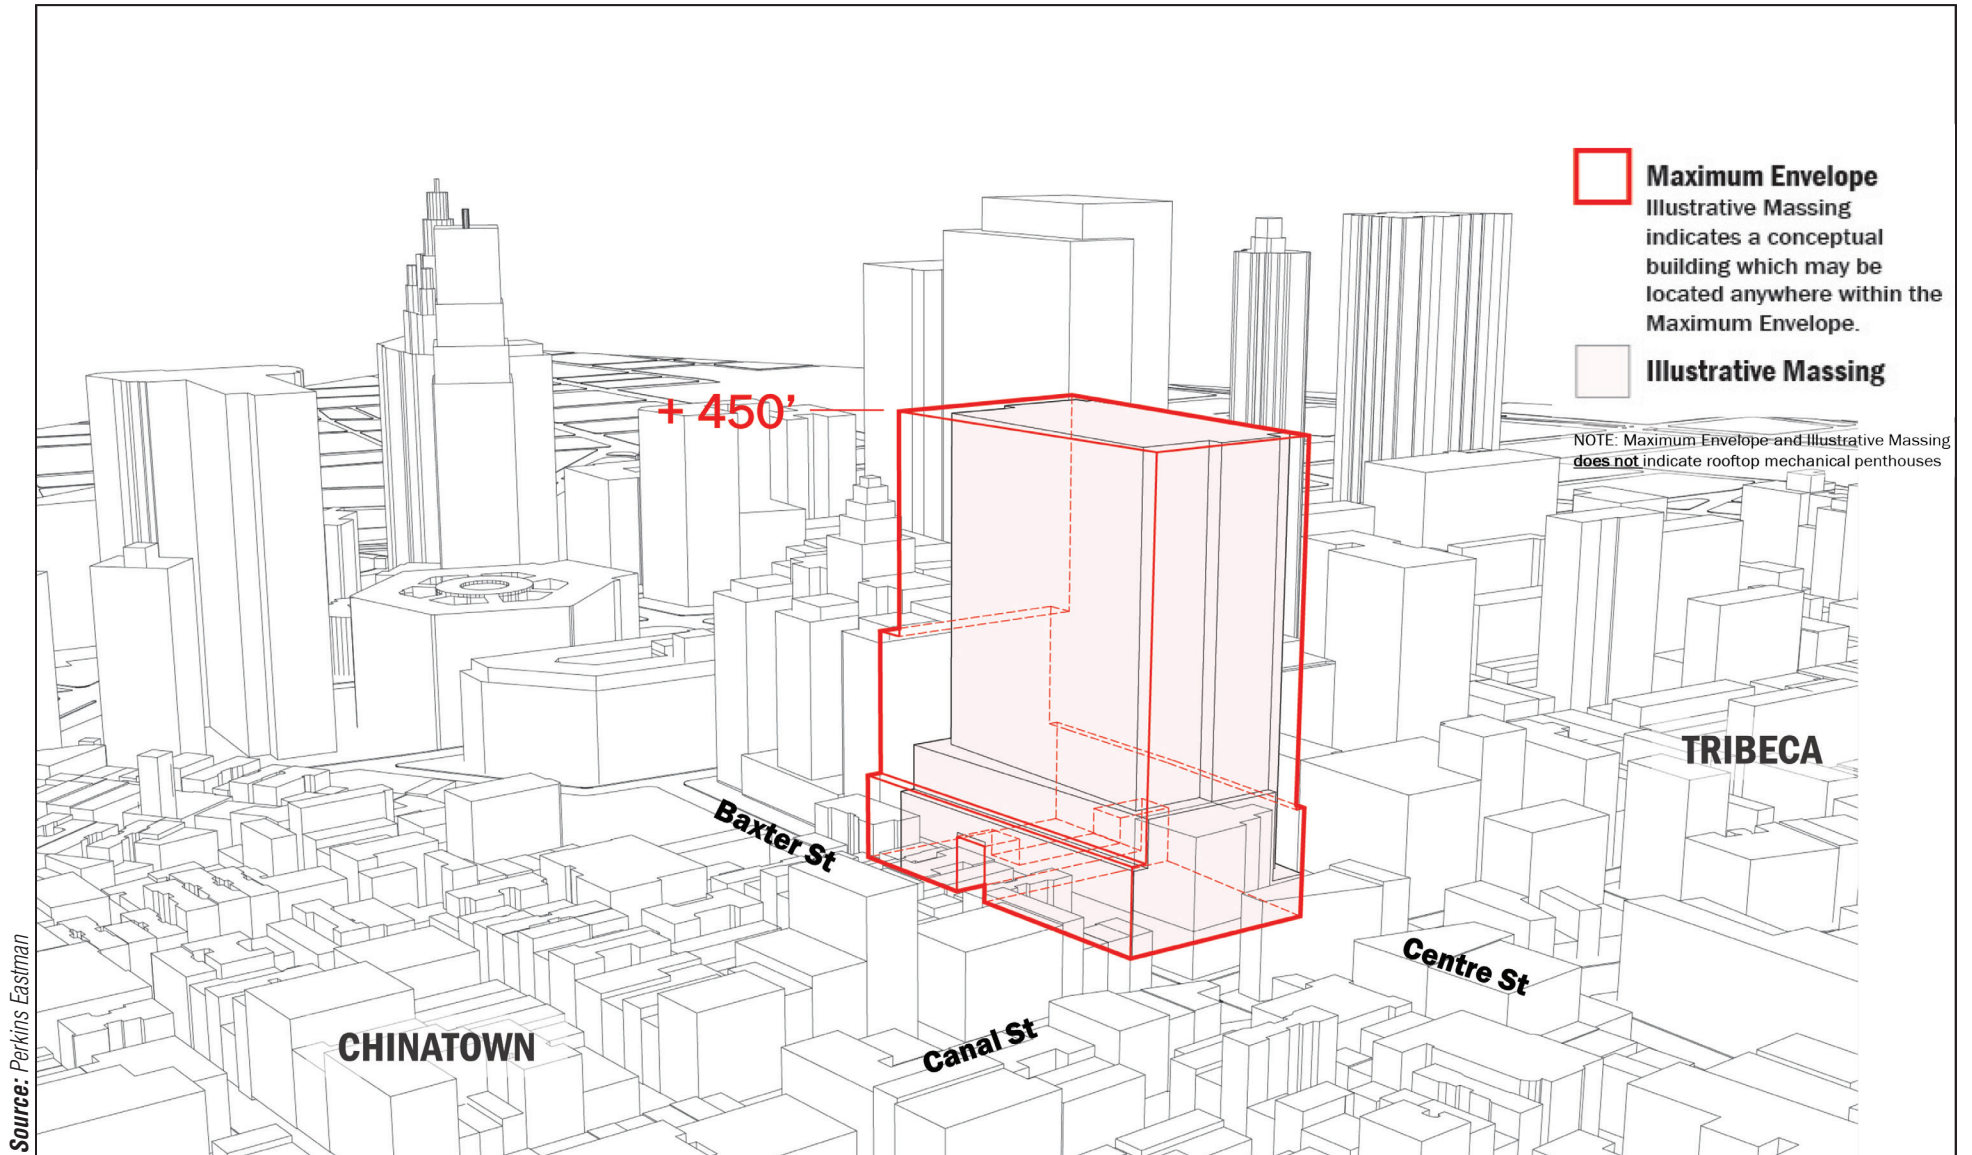 Maximum Envelope
Illustrative Massing
indicates a conceptual
building which may be
located anywhere within the
Maximum Envelope.
Illustrative Massing
+ 450’
NOTE: Maximum Envelope and Illustrative Massing
does not indicate rooftop mechanical penthouses
TRIBECA
Baxter St
Centre St
Canal St
CHINATOWN
Source: Perkins Eastman